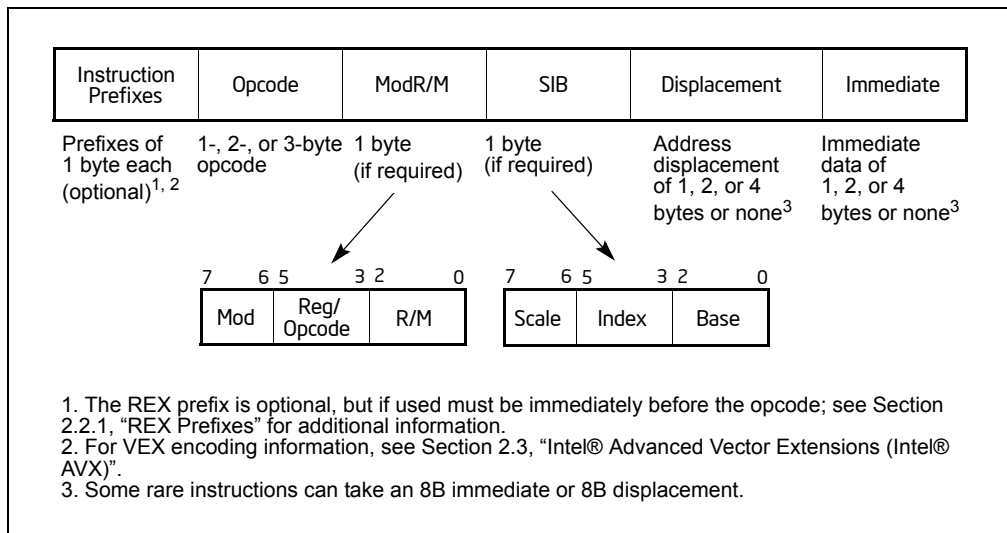 Instruction Prefixes Opcode ModR/M SIB Displacement Immediate
Prefixes of 1 byte each (optional)1, 2
1-, 2-, or 3-byte opcode
1 byte (if required)
1 byte (if required)
Address displacement of 1, 2, or 4 bytes or none3
Immediate data of 1, 2, or 4 bytes or none3
7 6 5 3 2 0
Mod Reg/Opcode R/M
7 6 5 3 2 0
Scale Index Base
1. The REX prefix is optional, but if used must be immediately before the opcode; see Section
2.2.1, “REX Prefixes” for additional information.
2. For VEX encoding information, see Section 2.3, “Intel® Advanced Vector Extensions (Intel®
AVX)”.
3. Some rare instructions can take an 8B immediate or 8B displacement.